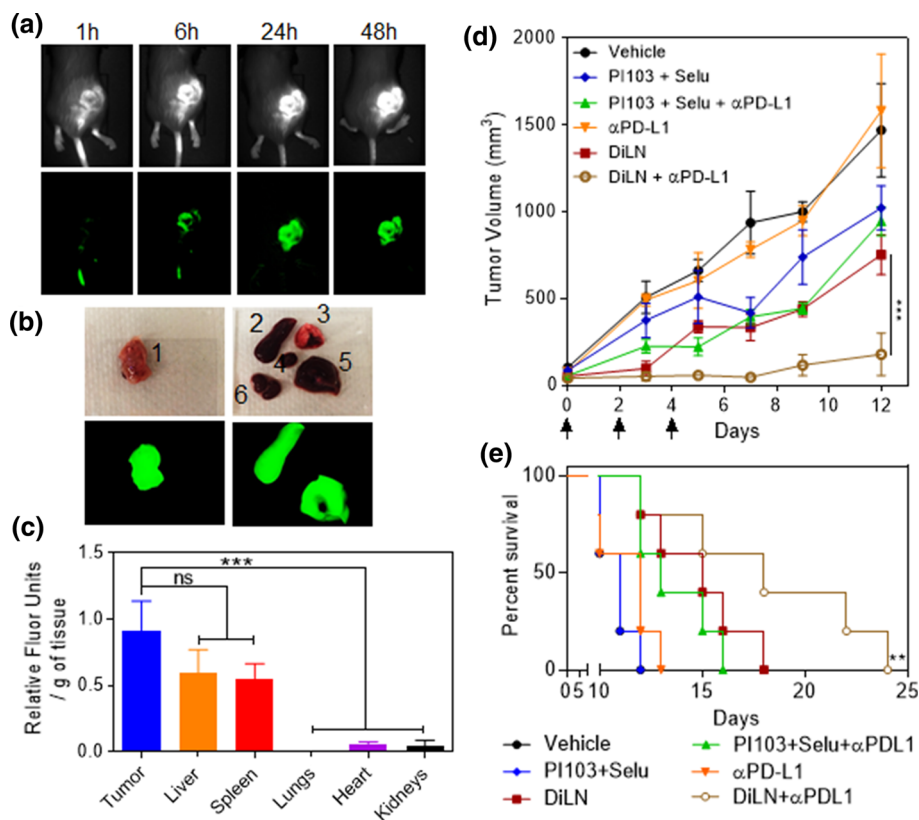 (a)
1h 6h 24h 48h
(b)
1
2 3
4 5
6
(c)
Relative Fluor Units
/ g of tissue
1.5
1.0
0.5
0.0
***
ns
Tumor Liver Spleen Lungs Heart Kidneys
(d)
Tumor Volume (mm³)
2000
1500
1000
500
0
Vehicle
PI103 + Selu
PI103 + Selu + αPD-L1
αPD-L1
DiLN
DiLN + αPD-L1
***
0 2 4 6 8 10 12
Days
(e)
Percent survival
100
50
0
**
0 5 10 15 20 25
Days
Vehicle
PI103+Selu
DiLN
PI103+Selu+αPDL1
αPD-L1
DiLN+αPDL1